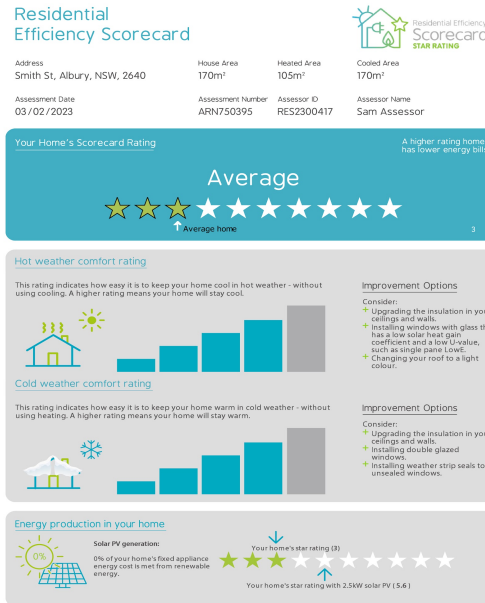 Residential
Efficiency Scorecard
Residential Efficiency
Scorecard
STAR RATING
Address
Smith St, Albury, NSW, 2640
House Area
170m²
Heated Area
105m²
Cooled Area
170m²
Assessment Date
03/02/2023
Assessment Number
ARN750395
Assessor ID
RES2300417
Assessor Name
Sam Assessor
Your Home's Scorecard Rating
A higher rating home
has lower energy bills
Average
Average home
3
Hot weather comfort rating
This rating indicates how easy it is to keep your home cool in hot weather - without
using cooling. A higher rating means your home will stay cool.
Improvement Options
Consider:
+ Upgrading the insulation in you
ceilings and walls.
+ Installing windows with glass th
has a low solar heat gain
coefficient and a low U-value,
such as single pane LowE.
+ Changing your roof to a light
colour.
Cold weather comfort rating
This rating indicates how easy it is to keep your home warm in cold weather - without
using heating. A higher rating means your home will stay warm.
Improvement Options
Consider:
+ Upgrading the insulation in you
ceilings and walls.
+ Installing double glazed
windows.
+ Installing weather strip seals to
unsealed windows.
Energy production in your home
0%
Solar PV generation:
0% of your home's fixed appliance
energy cost is met from renewable
energy.
Your home's star rating (3)
Your home's star rating with 2.5kW solar PV ( 5.6 )